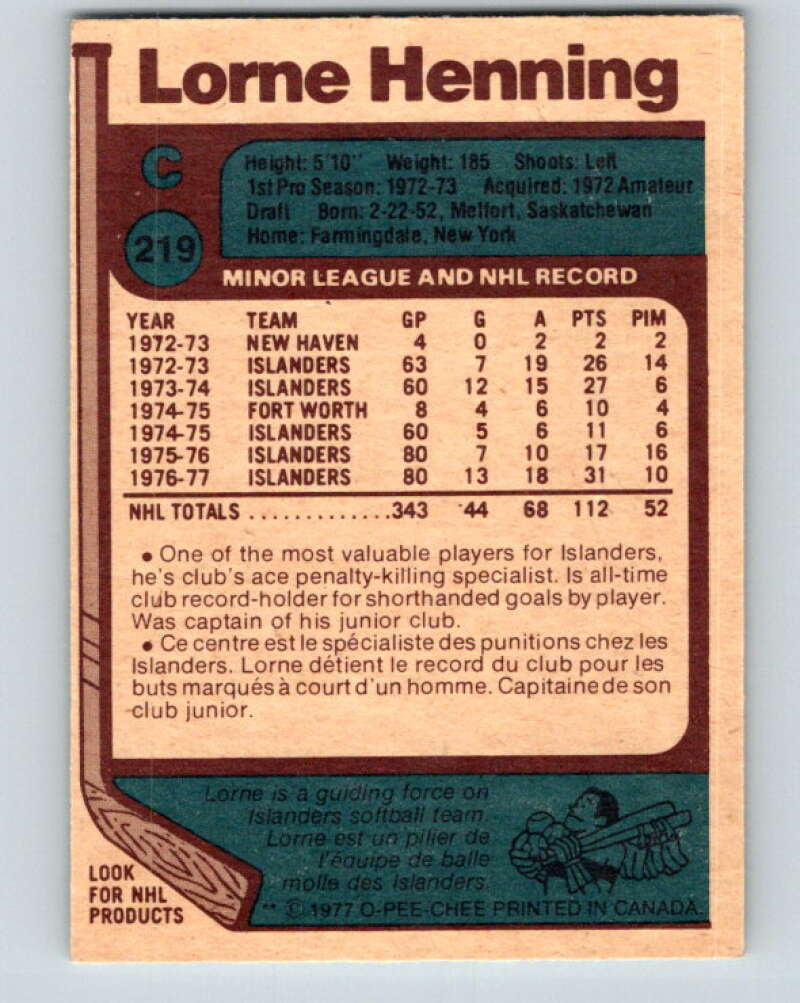 Lorne Henning
C
Height: 5'10" Weight: 185 Shoots: Left
1st Pro Season: 1972-73 Acquired: 1972 Amateur
Draft Born: 2-22-52, Melfort, Saskatchewan
Home: Farmingdale, New York
219
MINOR LEAGUE AND NHL RECORD
YEAR TEAM GP G A PTS PIM
1972-73 NEW HAVEN 4 0 2 2 2
1972-73 ISLANDERS 63 7 19 26 14
1973-74 ISLANDERS 60 12 15 27 6
1974-75 FORT WORTH 8 4 6 10 4
1974-75 ISLANDERS 60 5 6 11 6
1975-76 ISLANDERS 80 7 10 17 16
1976-77 ISLANDERS 80 13 18 31 10
NHL TOTALS .............343 44 68 112 52
• One of the most valuable players for Islanders,
he's club's ace penalty-killing specialist. Is all-time
club record-holder for shorthanded goals by player.
Was captain of his junior club.
• Ce centre est le spécialiste des punitions chez les
Islanders. Lorne détient le record du club pour les
buts marqués à court d'un homme. Capitaine de son
club junior.
Lorne is a guiding force on
Islanders softball team.
Lorne est un pilier de
l'équipe de balle
molle des Islanders.
LOOK
FOR NHL
PRODUCTS
** © 1977 O-PEE-CHEE PRINTED IN CANADA.